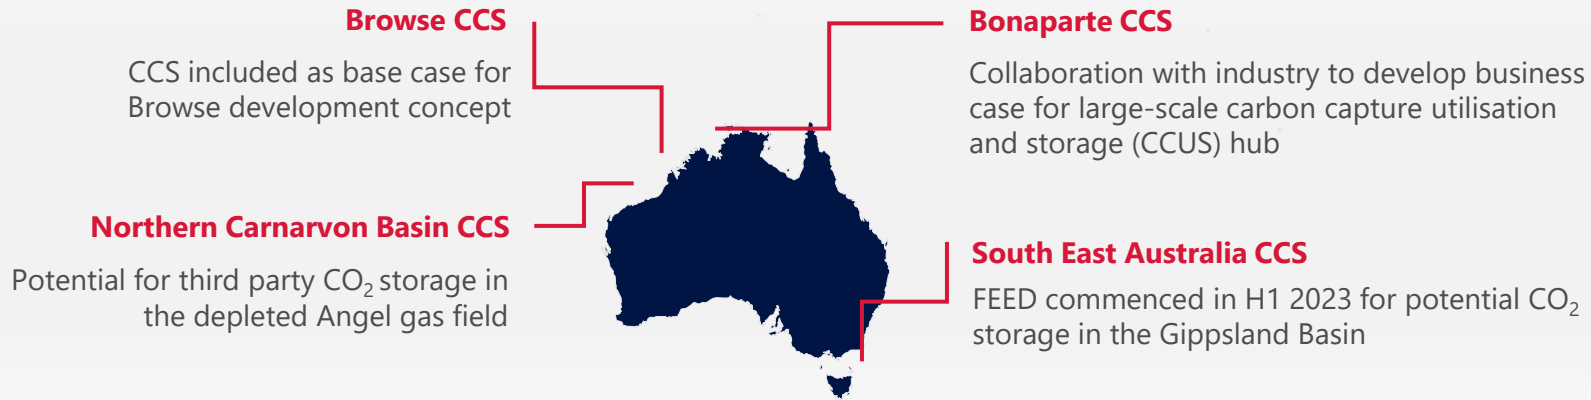 Browse CCS
CCS included as base case for
Browse development concept
Bonaparte CCS
Collaboration with industry to develop business
case for large-scale carbon capture utilisation
and storage (CCUS) hub
Northern Carnarvon Basin CCS
Potential for third party CO₂ storage in
the depleted Angel gas field
South East Australia CCS
FEED commenced in H1 2023 for potential CO₂
storage in the Gippsland Basin